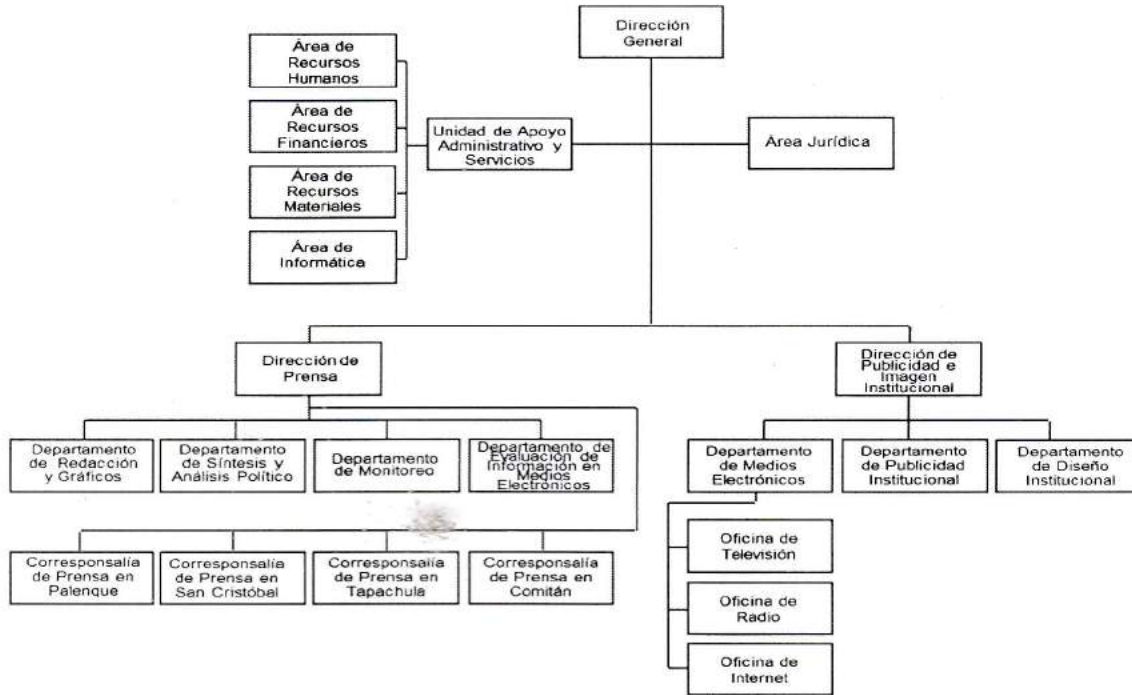 Dirección
General
Área de
Recursos
Humanos
Área de
Recursos
Financieros
Unidad de Apoyo
Administrativo y
Servicios
Área Jurídica
Área de
Recursos
Materiales
Área de
Informática
Dirección de
Prensa
Dirección de
Publicidad e
Imagen
Institucional
Departamento
de Redacción
y Gráficos
Departamento
de Síntesis y
Análisis Político
Departamento
de Monitoreo
Departamento de
Evaluación de
Información en
Medios
Electrónicos
Departamento
de Medios
Electrónicos
Departamento
de Publicidad
Institucional
Departamento
de Diseño
Institucional
Corresponsalía
de Prensa en
Palenque
Corresponsalía
de Prensa en
San Cristóbal
Corresponsalía
de Prensa en
Tapachula
Corresponsalía
de Prensa en
Comitán
Oficina de
Televisión
Oficina de
Radio
Oficina de
Internet